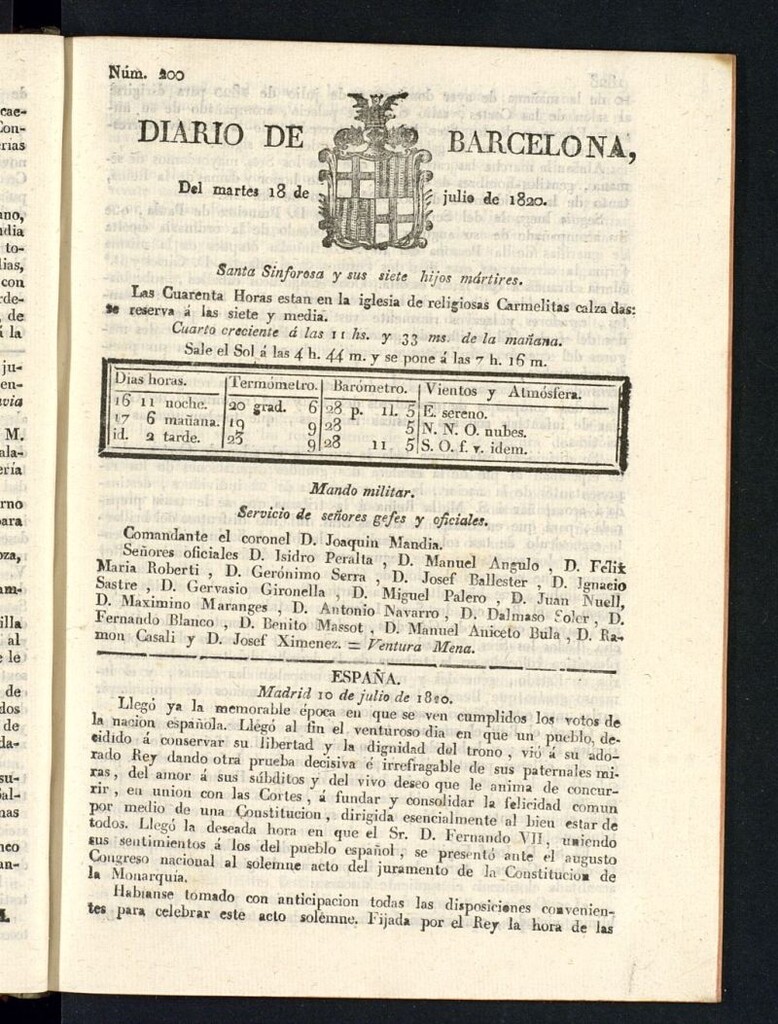 Núm. 200
DIARIO DE BARCELONA,
Del martes 18 de julio de 1820.
Santa Sinforosa y sus siete hijos mártires.
Las Cuarenta Horas estan en la iglesia de religiosas Carmelitas calzadas:
se reserva á las siete y media.
Cuarto creciente á las 11 hs. y 33 ms. de la mañana.
Sale el Sol á las 4 h. 44 m. y se pone á las 7 h. 16 m.
Dias horas. Termómetro. Barómetro. Vientos y Atmósfera.
16 11 noche. 20 grad. 6 28 p. 11. 5 E. sereno.
17 6 mañana. 19 9 28 5 N. N. O. nubes.
id. 2 tarde. 23 9 28 11 5 S. O. f. v. idem.
Mando militar.
Servicio de señores gefes y oficiales.
Comandante el coronel D. Joaquin Mandia.
Señores oficiales D. Isidro Peralta, D. Manuel Angulo, D. Felix
Maria Roberti, D. Gerónimo Serra, D. Josef Ballester, D. Ignacio
Sastre, D. Gervasio Gironella, D. Miguel Palero, D. Juan Nuell,
D. Maximino Maranges, D. Antonio Navarro, D. Dalmaso Soler, D.
Fernando Blanco, D. Benito Massot, D. Manuel Aniceto Bula, D. Ra-
mon Casali y D. Josef Ximenez. = Ventura Mena.
ESPAÑA.
Madrid 10 de julio de 1820.
Llegó ya la memorable época en que se ven cumplidos los votos de
la nacion española. Llegó al fin el venturoso dia en que un pueblo, de-
cidido á conservar su libertad y la dignidad del trono, vió á su ado-
rado Rey dando otra prueba decisiva é irrefragable de sus paternales mi-
ras, del amor á sus súbditos y del vivo deseo que le anima de concur-
rir, en union con las Cortes, á fundar y consolidar la felicidad comun
por medio de una Constitucion, dirigida esencialmente al bien estar de
todos. Llegó la deseada hora en que el Sr. D. Fernando VII, uniendo
sus sentimientos á los del pueblo español, se presentó ante el augusto
Congreso nacional al solemne acto del juramento de la Constitucion de
la Monarquía.
Habíanse tomado con anticipacion todas las disposiciones convenien-
tes para celebrar este acto solemne. Fijada por el Rey la hora de las